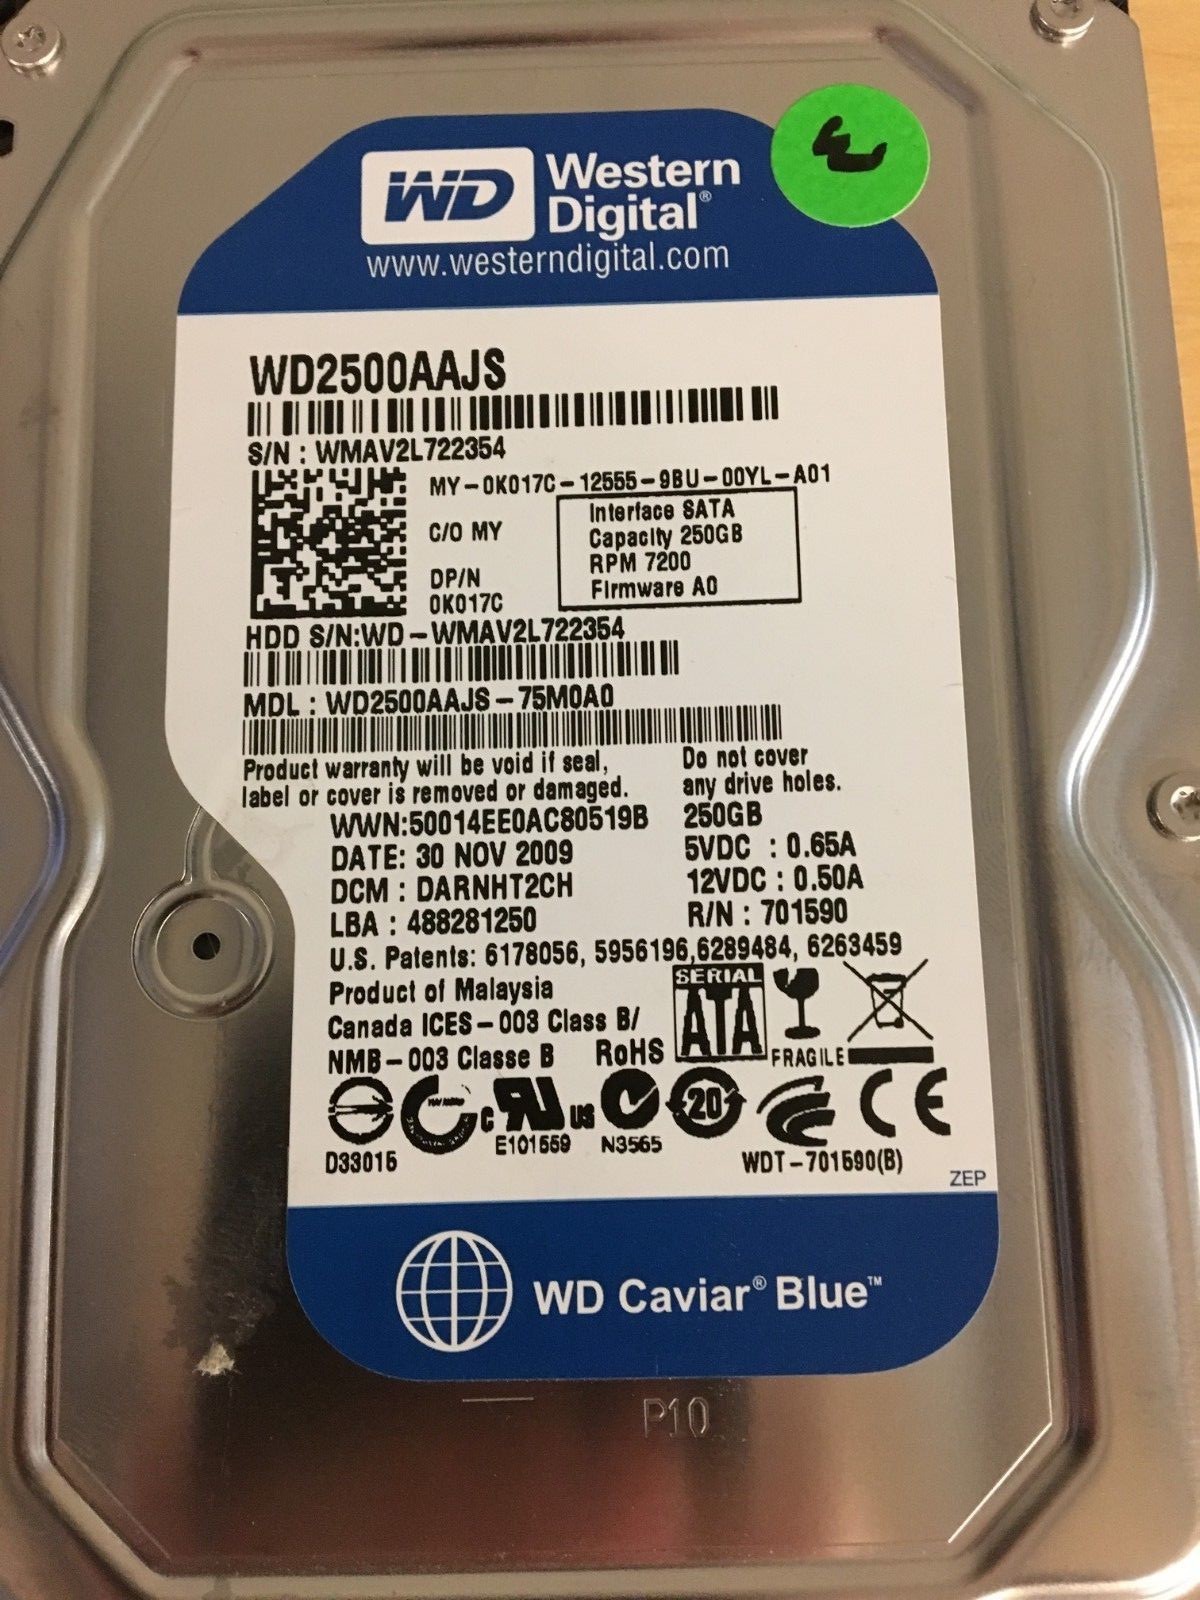 WD Western
Digital®
www.westerndigital.com
WD2500AAJS
S/N : WMAV2L722354
MY-0K017C-12555-9BU-00YL-A01
C/O MY
DP/N
0K017C
Interface SATA
Capacity 250GB
RPM 7200
Firmware A0
HDD S/N:WD-WMAV2L722354
MDL : WD2500AAJS-75M0A0
Product warranty will be void if seal,
label or cover is removed or damaged.
Do not cover
any drive holes.
WWN:50014EE0AC80519B
DATE: 30 NOV 2009
DCM : DARNHT2CH
LBA : 488281250
250GB
5VDC : 0.65A
12VDC : 0.50A
R/N : 701590
U.S. Patents: 6178056, 5956196,6289484, 6263459
Product of Malaysia
Canada ICES-003 Class B/
NMB-003 Classe B RoHS
SERIAL
ATA
FRAGILE
c US
20
CE
D33015
E101559
N3565
WDT-701590(B)
ZEP
WD Caviar® Blue™
P10